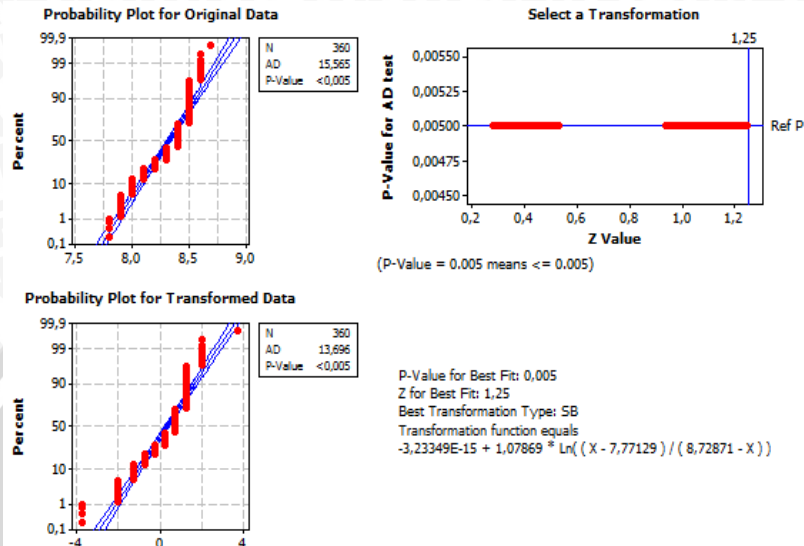 Probability Plot for Original Data
99,9
99
90
50
10
1
0,1
Percent
7,5 8,0 8,5 9,0
N 360
AD 15,565
P-Value <0,005
Select a Transformation
1,25
0,00550
0,00525
0,00500
0,00475
0,00450
P-Value for AD test
Ref P
0,2 0,4 0,6 0,8 1,0 1,2
Z Value
(P-Value = 0.005 means <= 0.005)
Probability Plot for Transformed Data
99,9
99
90
50
10
1
0,1
Percent
-4 0 4
N 360
AD 13,696
P-Value <0,005
P-Value for Best Fit: 0,005
Z for Best Fit: 1,25
Best Transformation Type: SB
Transformation function equals
-3,23349E-15 + 1,07869 * Ln( ( X - 7,77129 ) / ( 8,72871 - X ) )